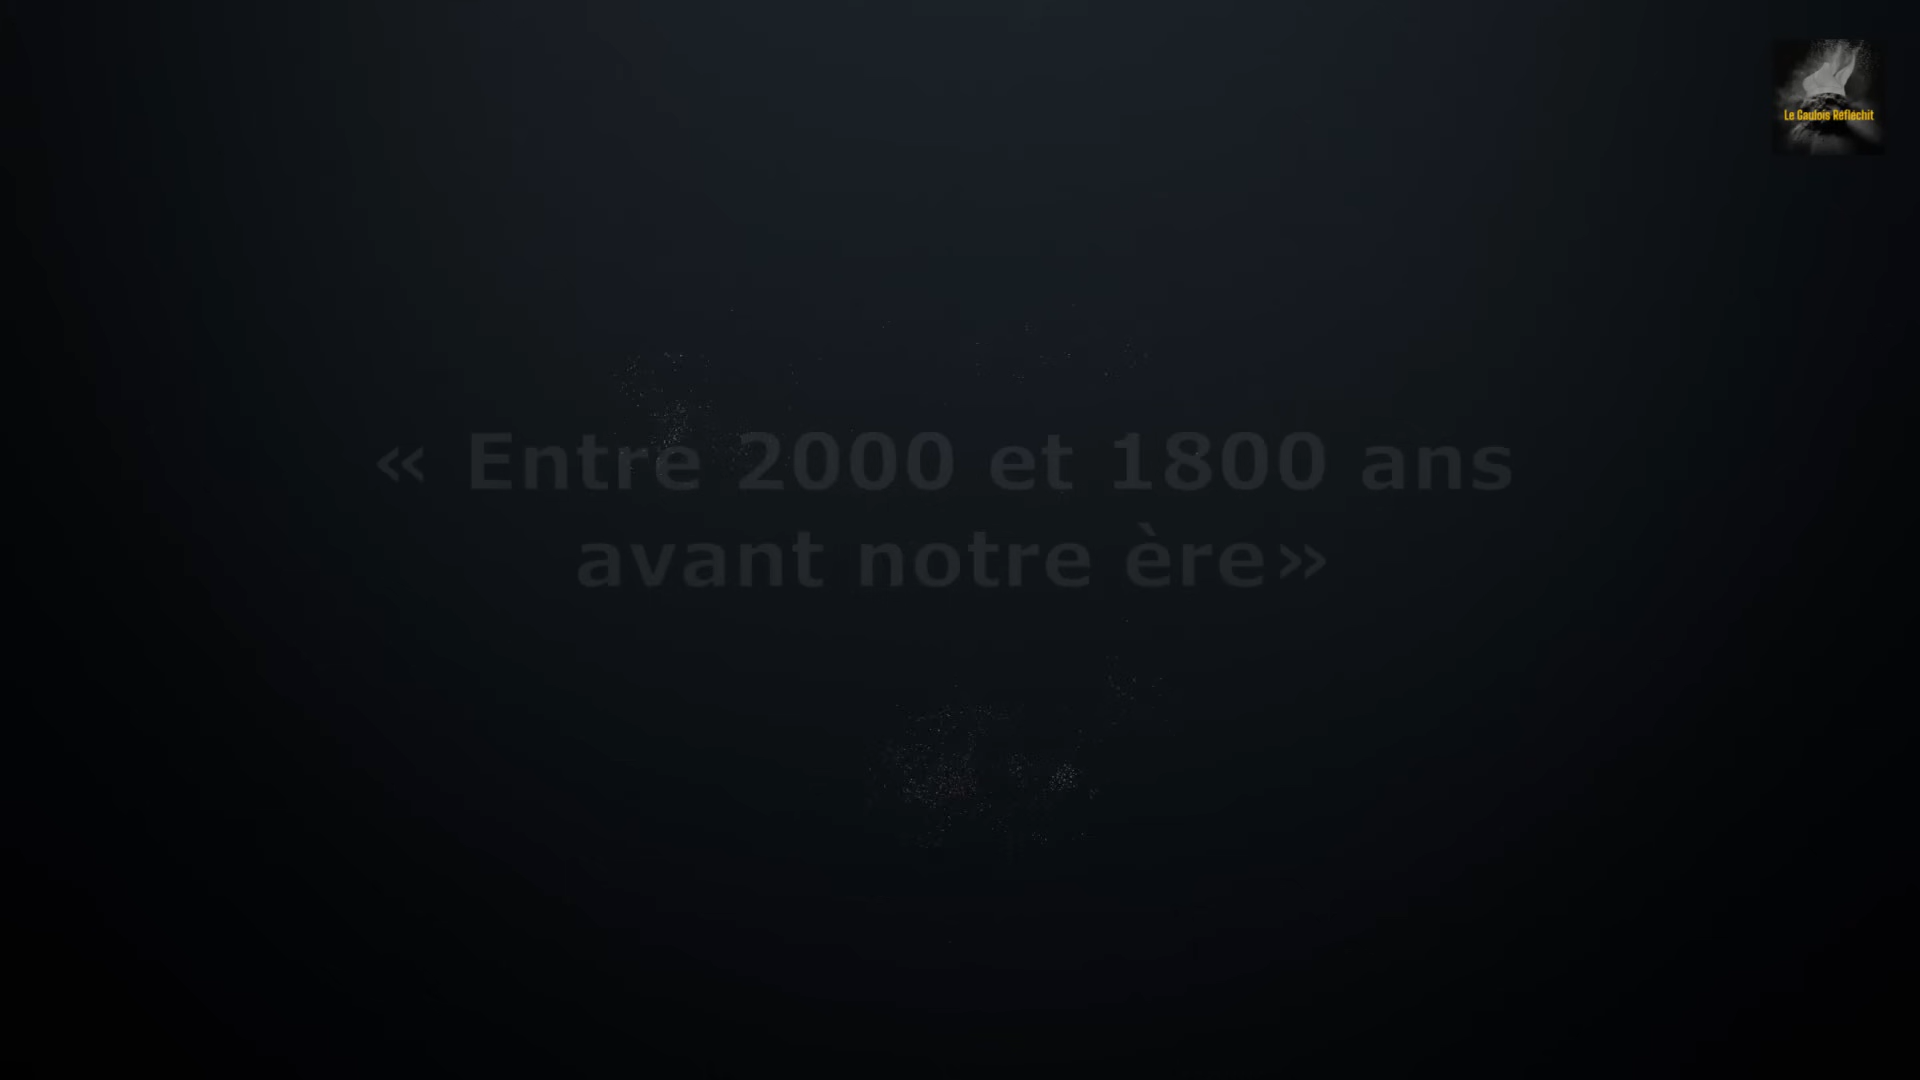 Le Gaulois Réfléchit
« Entre 2000 et 1800 ans
avant notre ère»